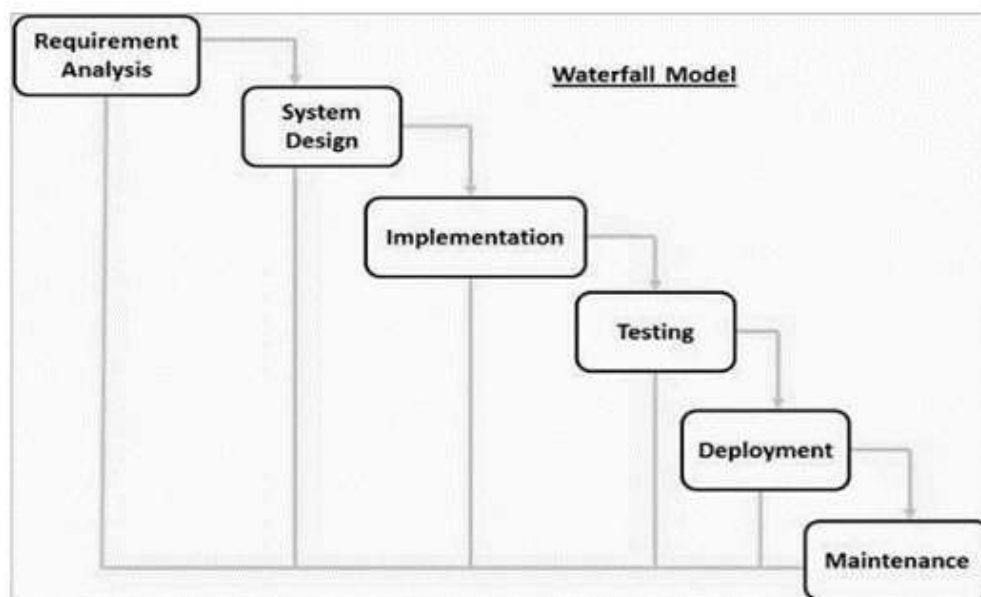 Requirement
Analysis
Waterfall Model
System
Design
Implementation
Testing
Deployment
Maintenance